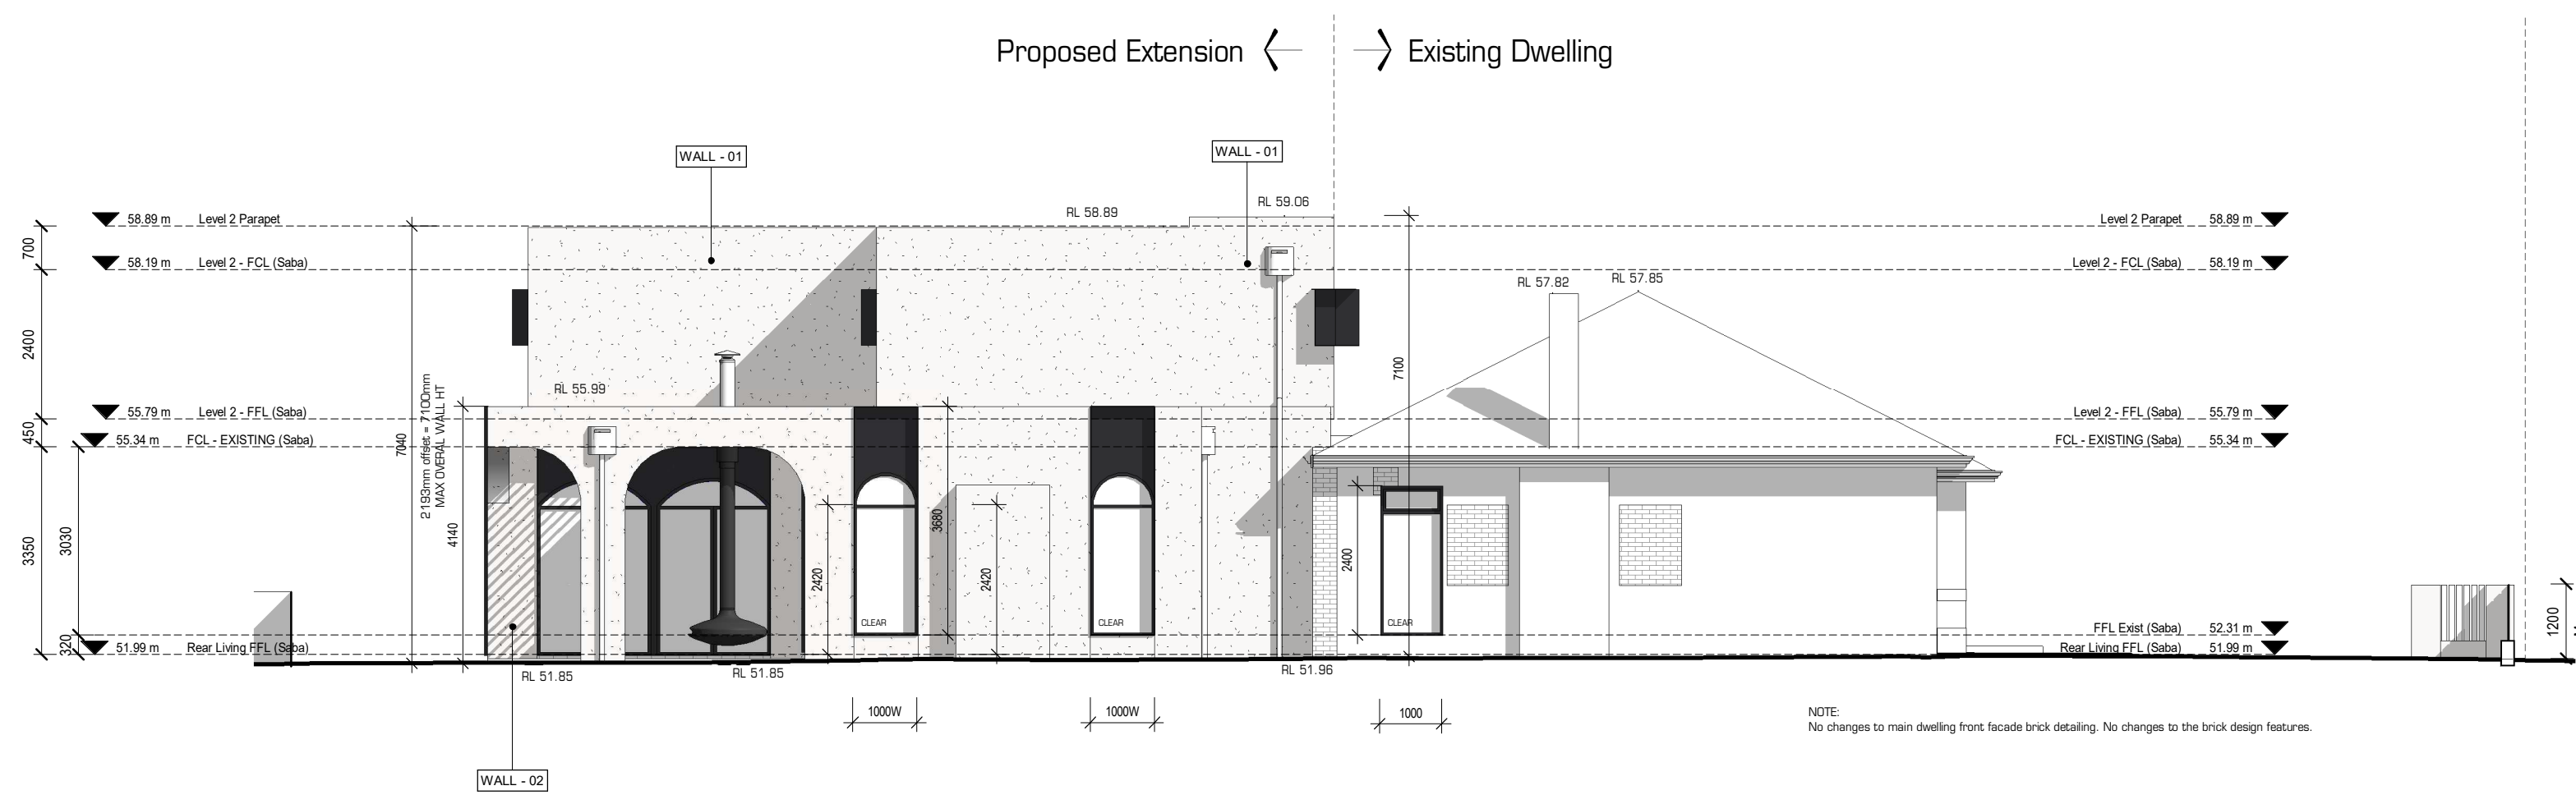 Proposed Extension
Existing Dwelling
WALL - 01
WALL - 01
RL 59.06
RL 58.89
58.89 m Level 2 Parapet
Level 2 Parapet 58.89 m
700
58.19 m Level 2 - FCL (Saba)
Level 2 - FCL (Saba) 58.19 m
RL 57.82
RL 57.85
2400
7100
RL 55.99
55.79 m Level 2 - FFL (Saba)
Level 2 - FFL (Saba) 55.79 m
450
55.34 m FCL - EXISTING (Saba)
FCL - EXISTING (Saba) 55.34 m
7040
2193mm offset = 7100mm
MAX OVERAL WALL HT
4140
3350
3030
3680
2420
2420
2400
CLEAR
CLEAR
CLEAR
1200
320
FFL Exist (Saba) 52.31 m
51.99 m Rear Living FFL (Saba)
Rear Living FFL (Saba) 51.99 m
RL 51.85
RL 51.85
RL 51.96
1000W
1000W
1000
NOTE:
No changes to main dwelling front facade brick detailing. No changes to the brick design features.
WALL - 02